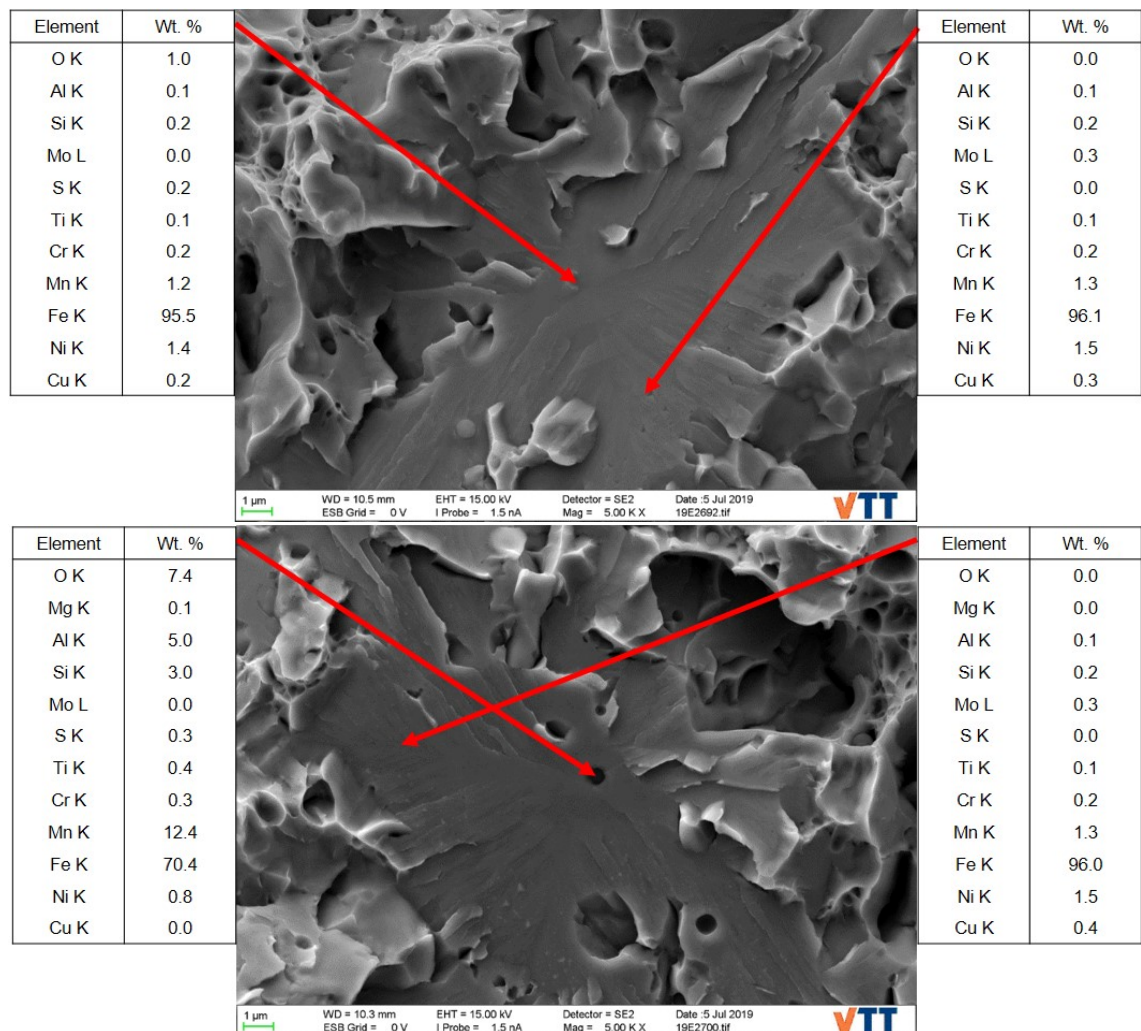 Element Wt. %
O K 1.0
Al K 0.1
Si K 0.2
Mo L 0.0
S K 0.2
Ti K 0.1
Cr K 0.2
Mn K 1.2
Fe K 95.5
Ni K 1.4
Cu K 0.2
Element Wt. %
O K 0.0
Al K 0.1
Si K 0.2
Mo L 0.3
S K 0.0
Ti K 0.1
Cr K 0.2
Mn K 1.3
Fe K 96.1
Ni K 1.5
Cu K 0.3
1 µm WD = 10.5 mm EHT = 15.00 kV Detector = SE2 Date :5 Jul 2019
ESB Grid = 0 V I Probe = 1.5 nA Mag = 5.00 K X 19E2692.tif
VTT
Element Wt. %
O K 7.4
Mg K 0.1
Al K 5.0
Si K 3.0
Mo L 0.0
S K 0.3
Ti K 0.4
Cr K 0.3
Mn K 12.4
Fe K 70.4
Ni K 0.8
Cu K 0.0
Element Wt. %
O K 0.0
Mg K 0.0
Al K 0.1
Si K 0.2
Mo L 0.3
S K 0.0
Ti K 0.1
Cr K 0.2
Mn K 1.3
Fe K 96.0
Ni K 1.5
Cu K 0.4
1 µm WD = 10.3 mm EHT = 15.00 kV Detector = SE2 Date :5 Jul 2019
ESB Grid = 0 V I Probe = 1.5 nA Mag = 5.00 K X 19E2700.tif
VTT